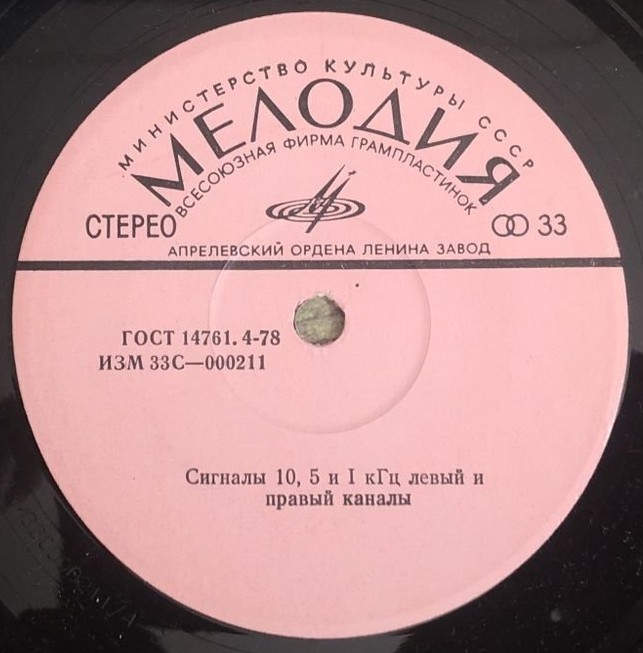 МИНИСТЕРСТВО КУЛЬТУРЫ СССР
МЕЛОДИЯ
ВСЕСОЮЗНАЯ ФИРМА ГРАМПЛАСТИНОК
СТЕРЕО
33
АПРЕЛЕВСКИЙ ОРДЕНА ЛЕНИНА ЗАВОД
ГОСТ 14761. 4-78
ИЗМ 33С—000211
Сигналы 10, 5 и I кГц левый и
правый каналы